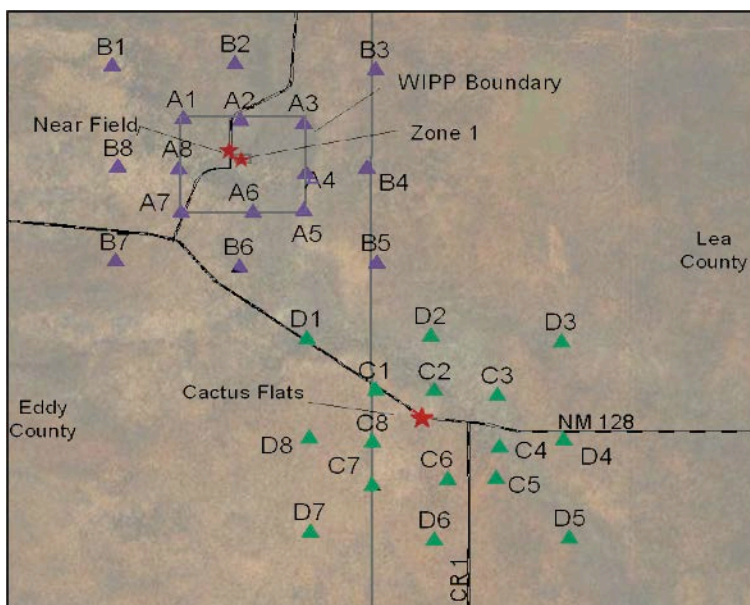 B1
B2
B3
WIPP Boundary
A1
A2
A3
Near Field
Zone 1
B8
A8
A4
B4
A7
A6
A5
B7
B6
B5
Lea
County
D1
D2
D3
C1
C2
C3
Cactus Flats
Eddy
County
NM 128
D8
C8
C4
D4
C7
C6
C5
D7
D6
D5
CR 1